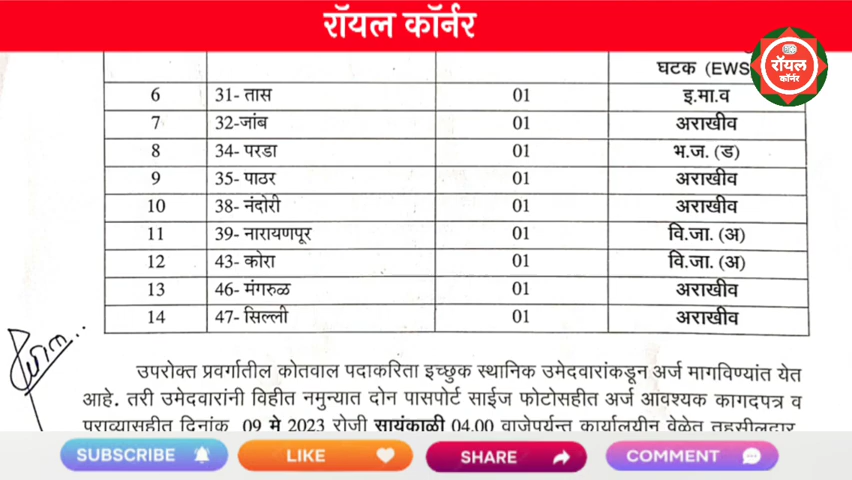 रॉयल कॉर्नर
रॉयल
कॉर्नर
घटक (EWS
6 31- तास 01 इ.मा.व
7 32-जांब 01 अराखीव
8 34- परडा 01 भ.ज. (ड)
9 35- पाठर 01 अराखीव
10 38- नंदोरी 01 अराखीव
11 39- नारायणपूर 01 वि.जा. (अ)
12 43- कोरा 01 वि.जा. (अ)
13 46- मंगरुळ 01 अराखीव
14 47- सिल्ली 01 अराखीव
उपरोक्त प्रवर्गातील कोतवाल पदाकरिता इच्छुक स्थानिक उमेदवारांकडून अर्ज मागविण्यांत येत
आहे. तरी उमेदवारांनी विहीत नमुन्यात दोन पासपोर्ट साईज फोटोसहीत अर्ज आवश्यक कागदपत्र व
पुराव्यासहीत दिनांक 09 मे 2023 रोजी सायंकाळी 04.00 वाजेपर्यन्त कार्यालयीन वेळेत तहसीलदार
SUBSCRIBE LIKE SHARE COMMENT